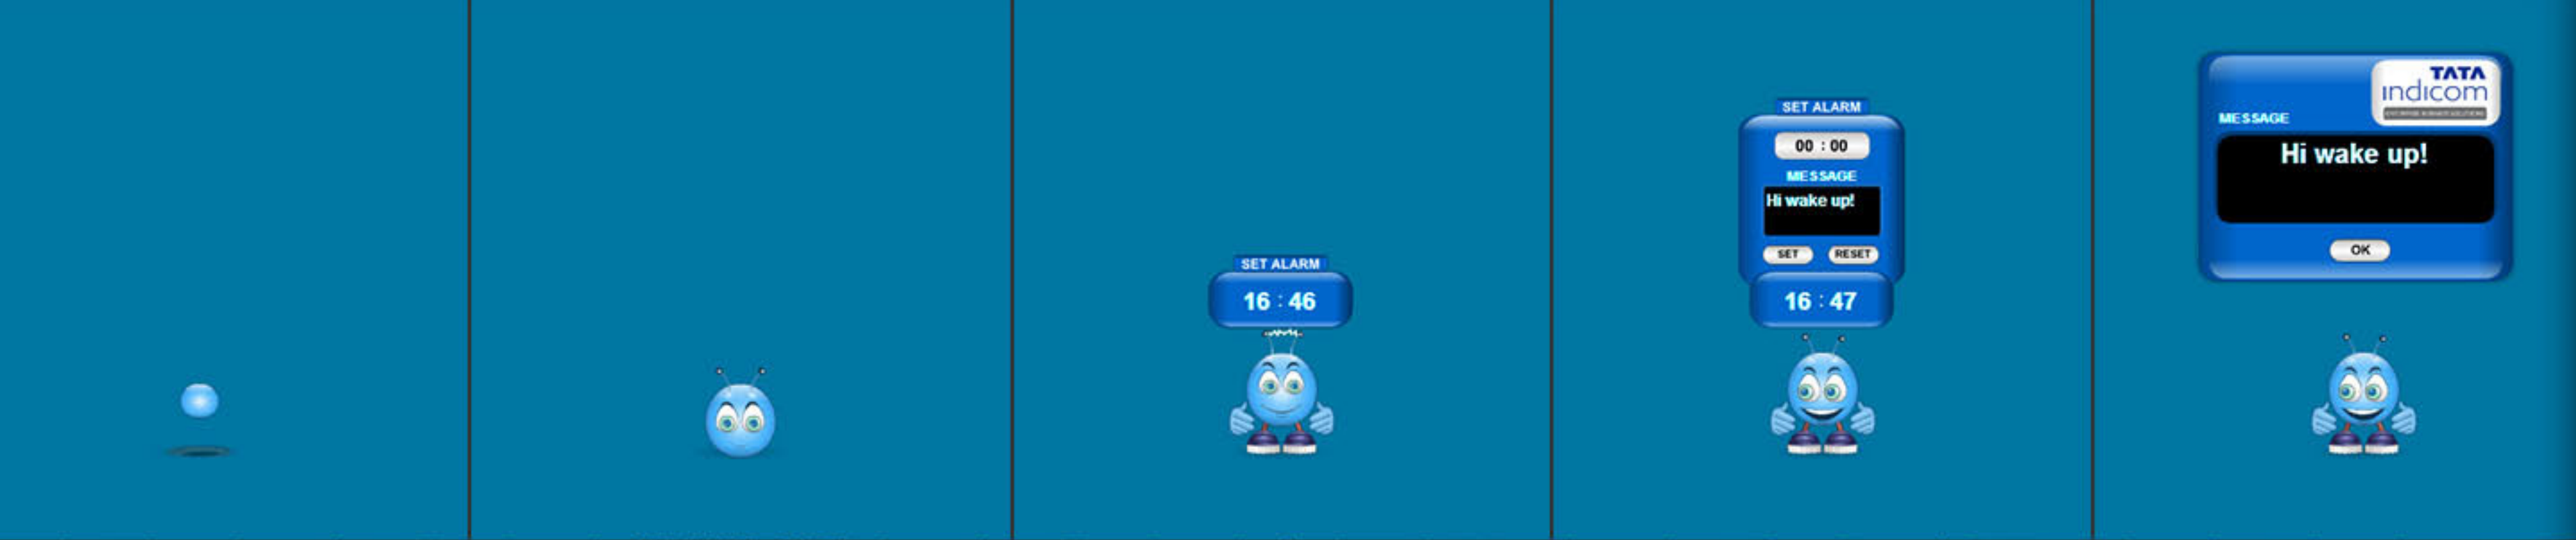 SET ALARM
16 : 46
SET ALARM
00 : 00
MESSAGE
Hi wake up!
SET
RESET
16 : 47
TATA
indicom
MESSAGE
Hi wake up!
OK